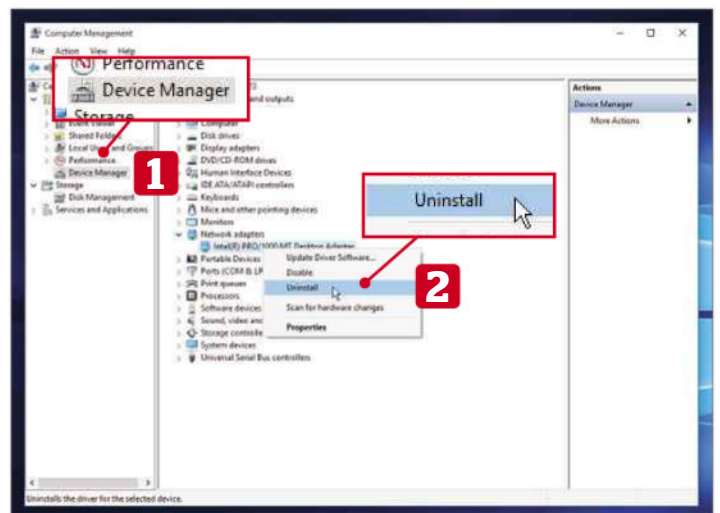 Computer Management
File Action View Help
Performance
Device Manager
Storage
and outputs
Computer
Shared Folders
Disk drives
Local Users and Groups
Display adapters
Performance
DVD/CD-ROM drives
Human Interface Devices
Device Manager
IDE ATA/ATAPI controllers
Storage
Keyboards
Disk Management
Mice and other pointing devices
Services and Applications
Monitors
Network adapters
Intel(R) PRO/1000 MT Desktop Adapter
Portable Devices
Ports (COM & LP
Print queues
Processors
Software devices
Sound, video and
Storage controlle
System devices
Universal Serial Bus controllers
Update Driver Software...
Disable
Uninstall
Scan for hardware changes
Properties
1
Uninstall
2
Actions
Device Manager
More Actions
Uninstalls the driver for the selected device.